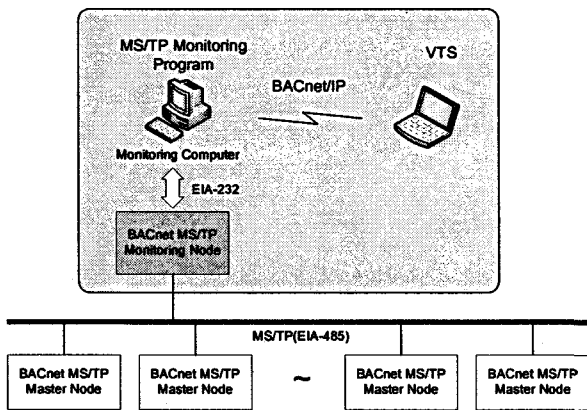 MS/TP Monitoring
Program
VTS
BACnet/IP
Monitoring Computer
EIA-232
BACnet MS/TP
Monitoring Node
MS/TP(EIA-485)
BACnet MS/TP
Master Node
BACnet MS/TP
Master Node
~
BACnet MS/TP
Master Node
BACnet MS/TP
Master Node